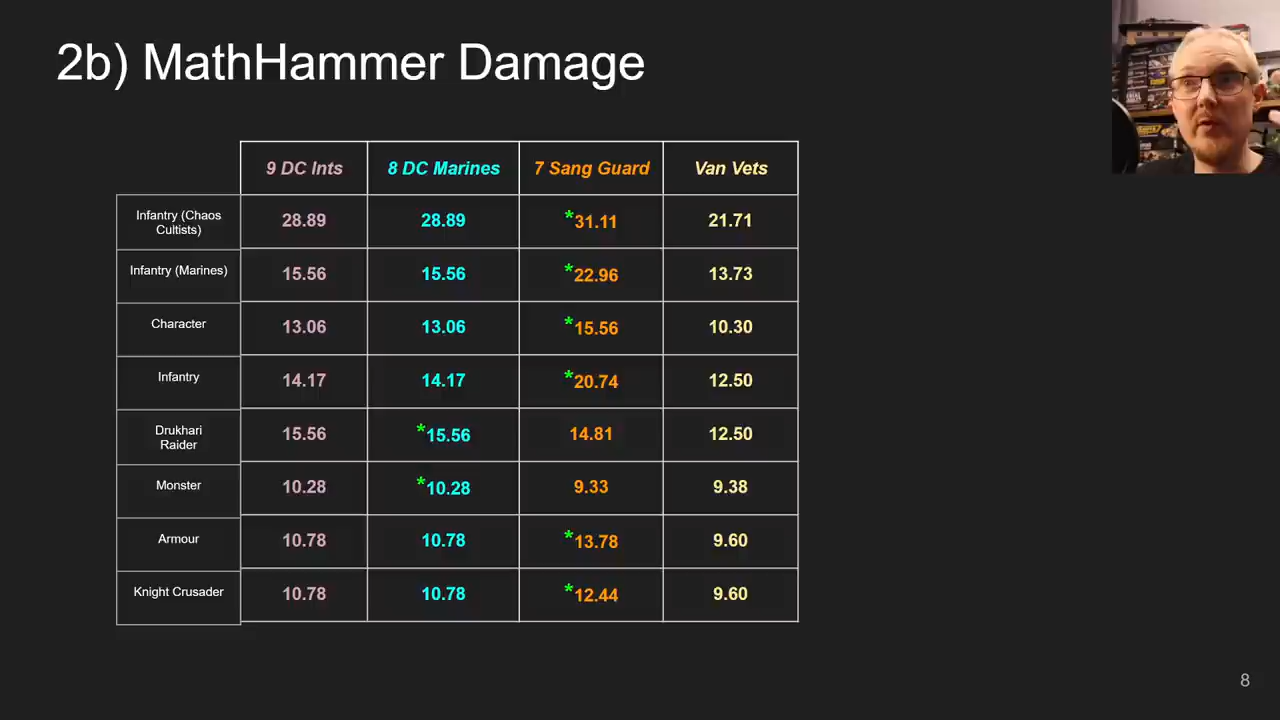 2b) MathHammer Damage
9 DC Ints 8 DC Marines 7 Sang Guard Van Vets
Infantry (Chaos
Cultists)
28.89 28.89 *31.11 21.71
Infantry (Marines) 15.56 15.56 *22.96 13.73
Character 13.06 13.06 *15.56 10.30
Infantry 14.17 14.17 *20.74 12.50
Drukhari
Raider
15.56 *15.56 14.81 12.50
Monster 10.28 *10.28 9.33 9.38
Armour 10.78 10.78 *13.78 9.60
Knight Crusader 10.78 10.78 *12.44 9.60
8